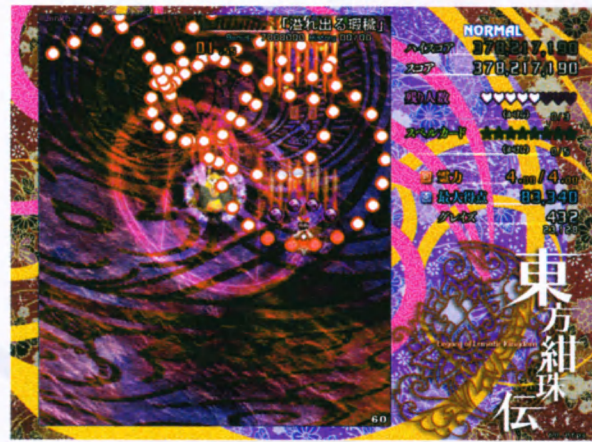 「溢れ出る瑕穢」
NORMAL
ハイスコア 378,217,190
スコア 378,217,190
残り人数
スペルカード
霊力 4.00/4.00
最大得点 83,340
グレイズ 432
東方紺珠伝
Legacy of Lunatic Kingdom
60